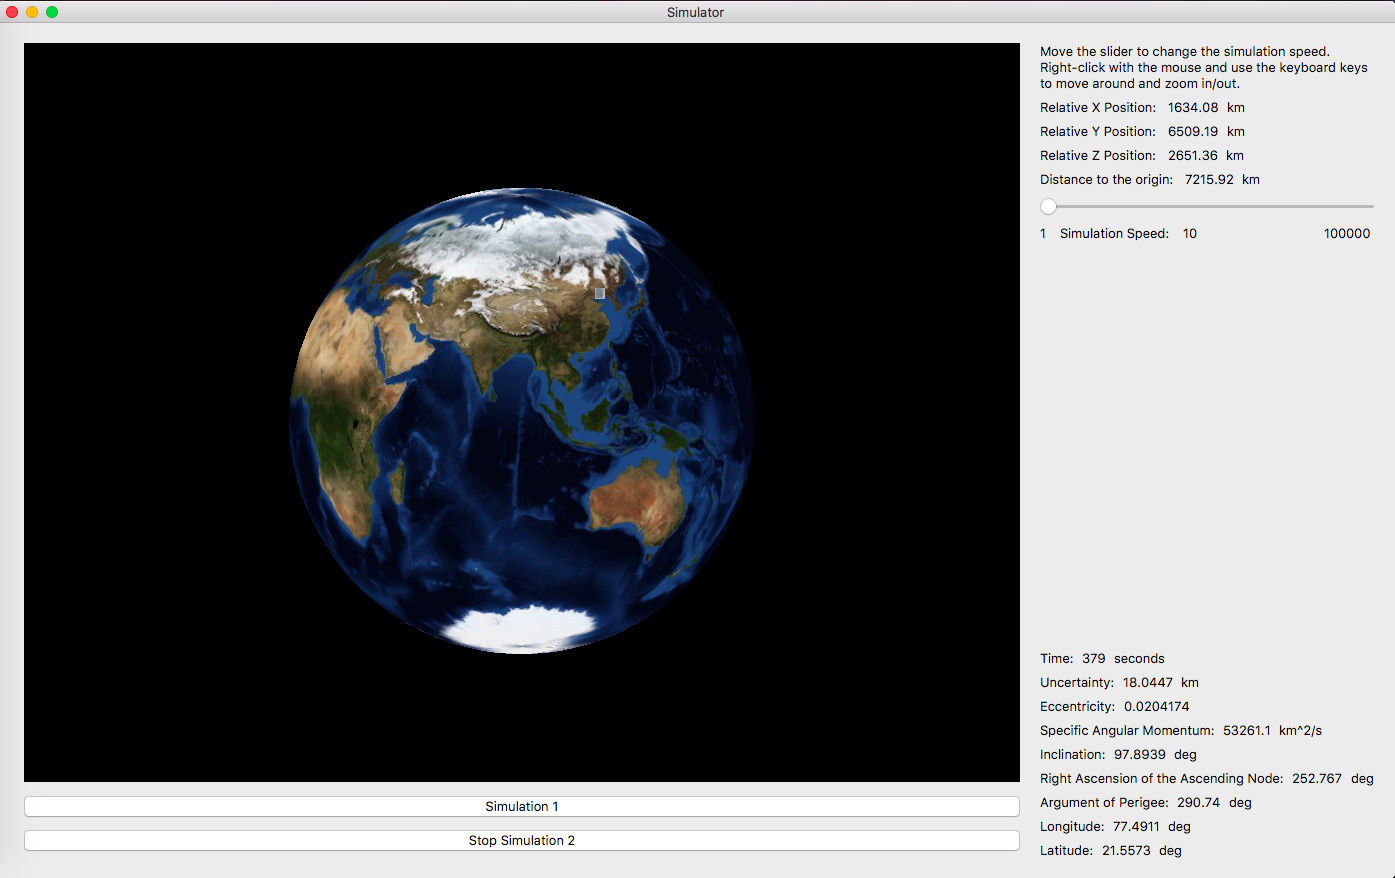 Simulator
Move the slider to change the simulation speed.
Right-click with the mouse and use the keyboard keys
to move around and zoom in/out.
Relative X Position: 1634.08 km
Relative Y Position: 6509.19 km
Relative Z Position: 2651.36 km
Distance to the origin: 7215.92 km
1 Simulation Speed: 10 100000
Time: 379 seconds
Uncertainty: 18.0447 km
Eccentricity: 0.0204174
Specific Angular Momentum: 53261.1 km^2/s
Inclination: 97.8939 deg
Right Ascension of the Ascending Node: 252.767 deg
Argument of Perigee: 290.74 deg
Longitude: 77.4911 deg
Latitude: 21.5573 deg
Simulation 1
Stop Simulation 2